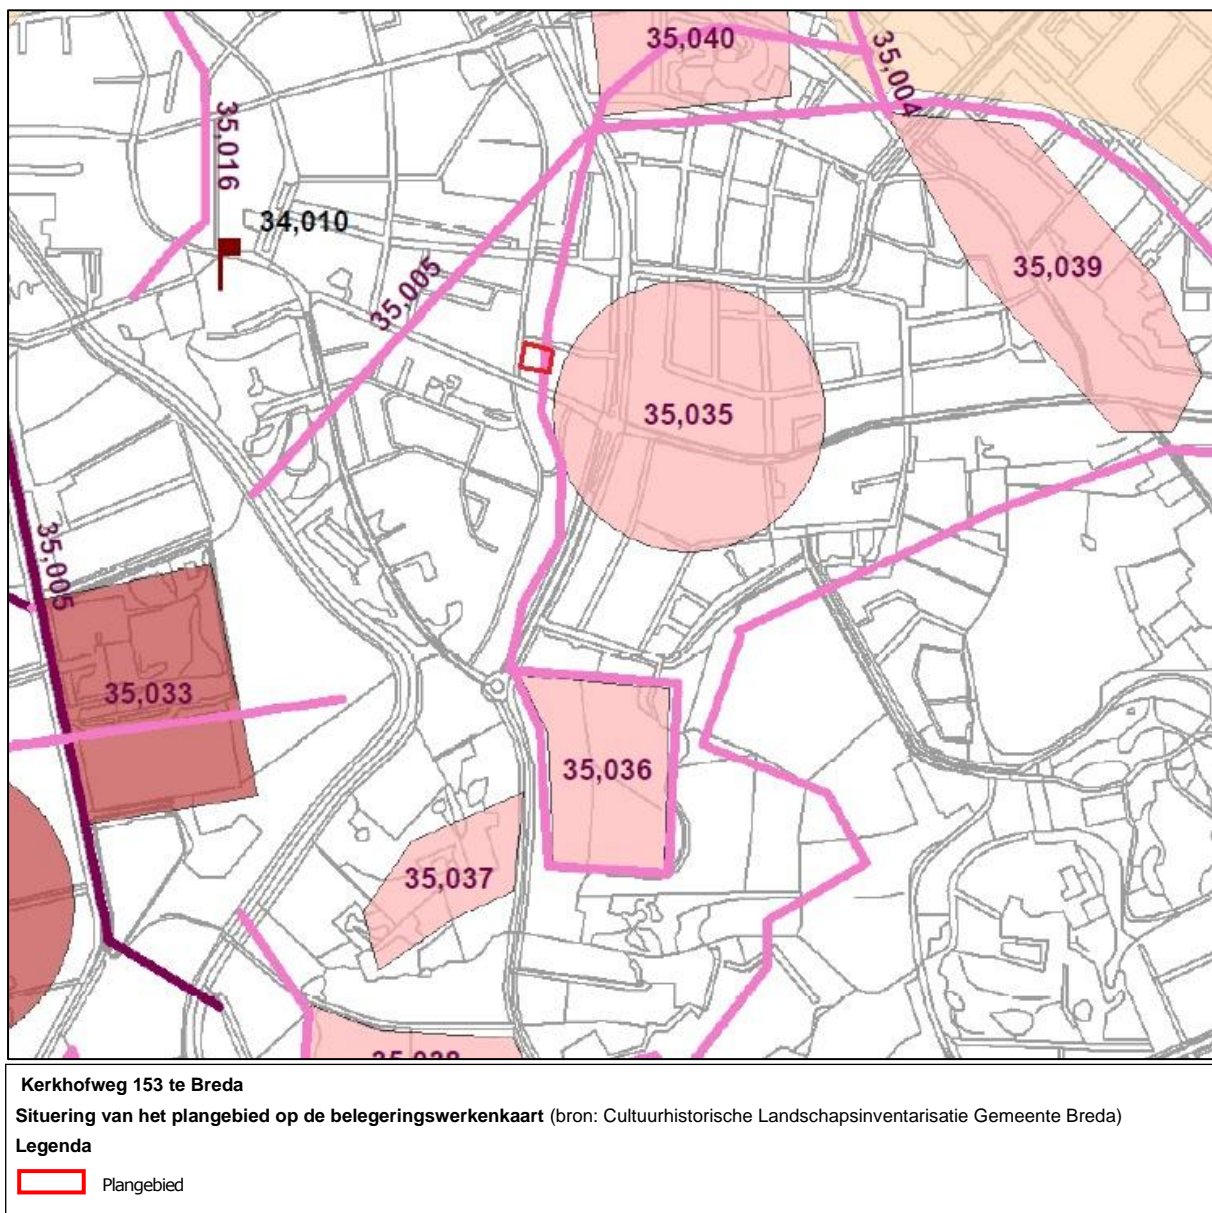 35,040
35,004
35,016
34,010
35,039
35,005
35,035
35,005
35,033
35,036
35,037
Kerkhofweg 153 te Breda
Situering van het plangebied op de belegeringswerkenkaart (bron: Cultuurhistorische Landschapsinventarisatie Gemeente Breda)
Legenda
Plangebied